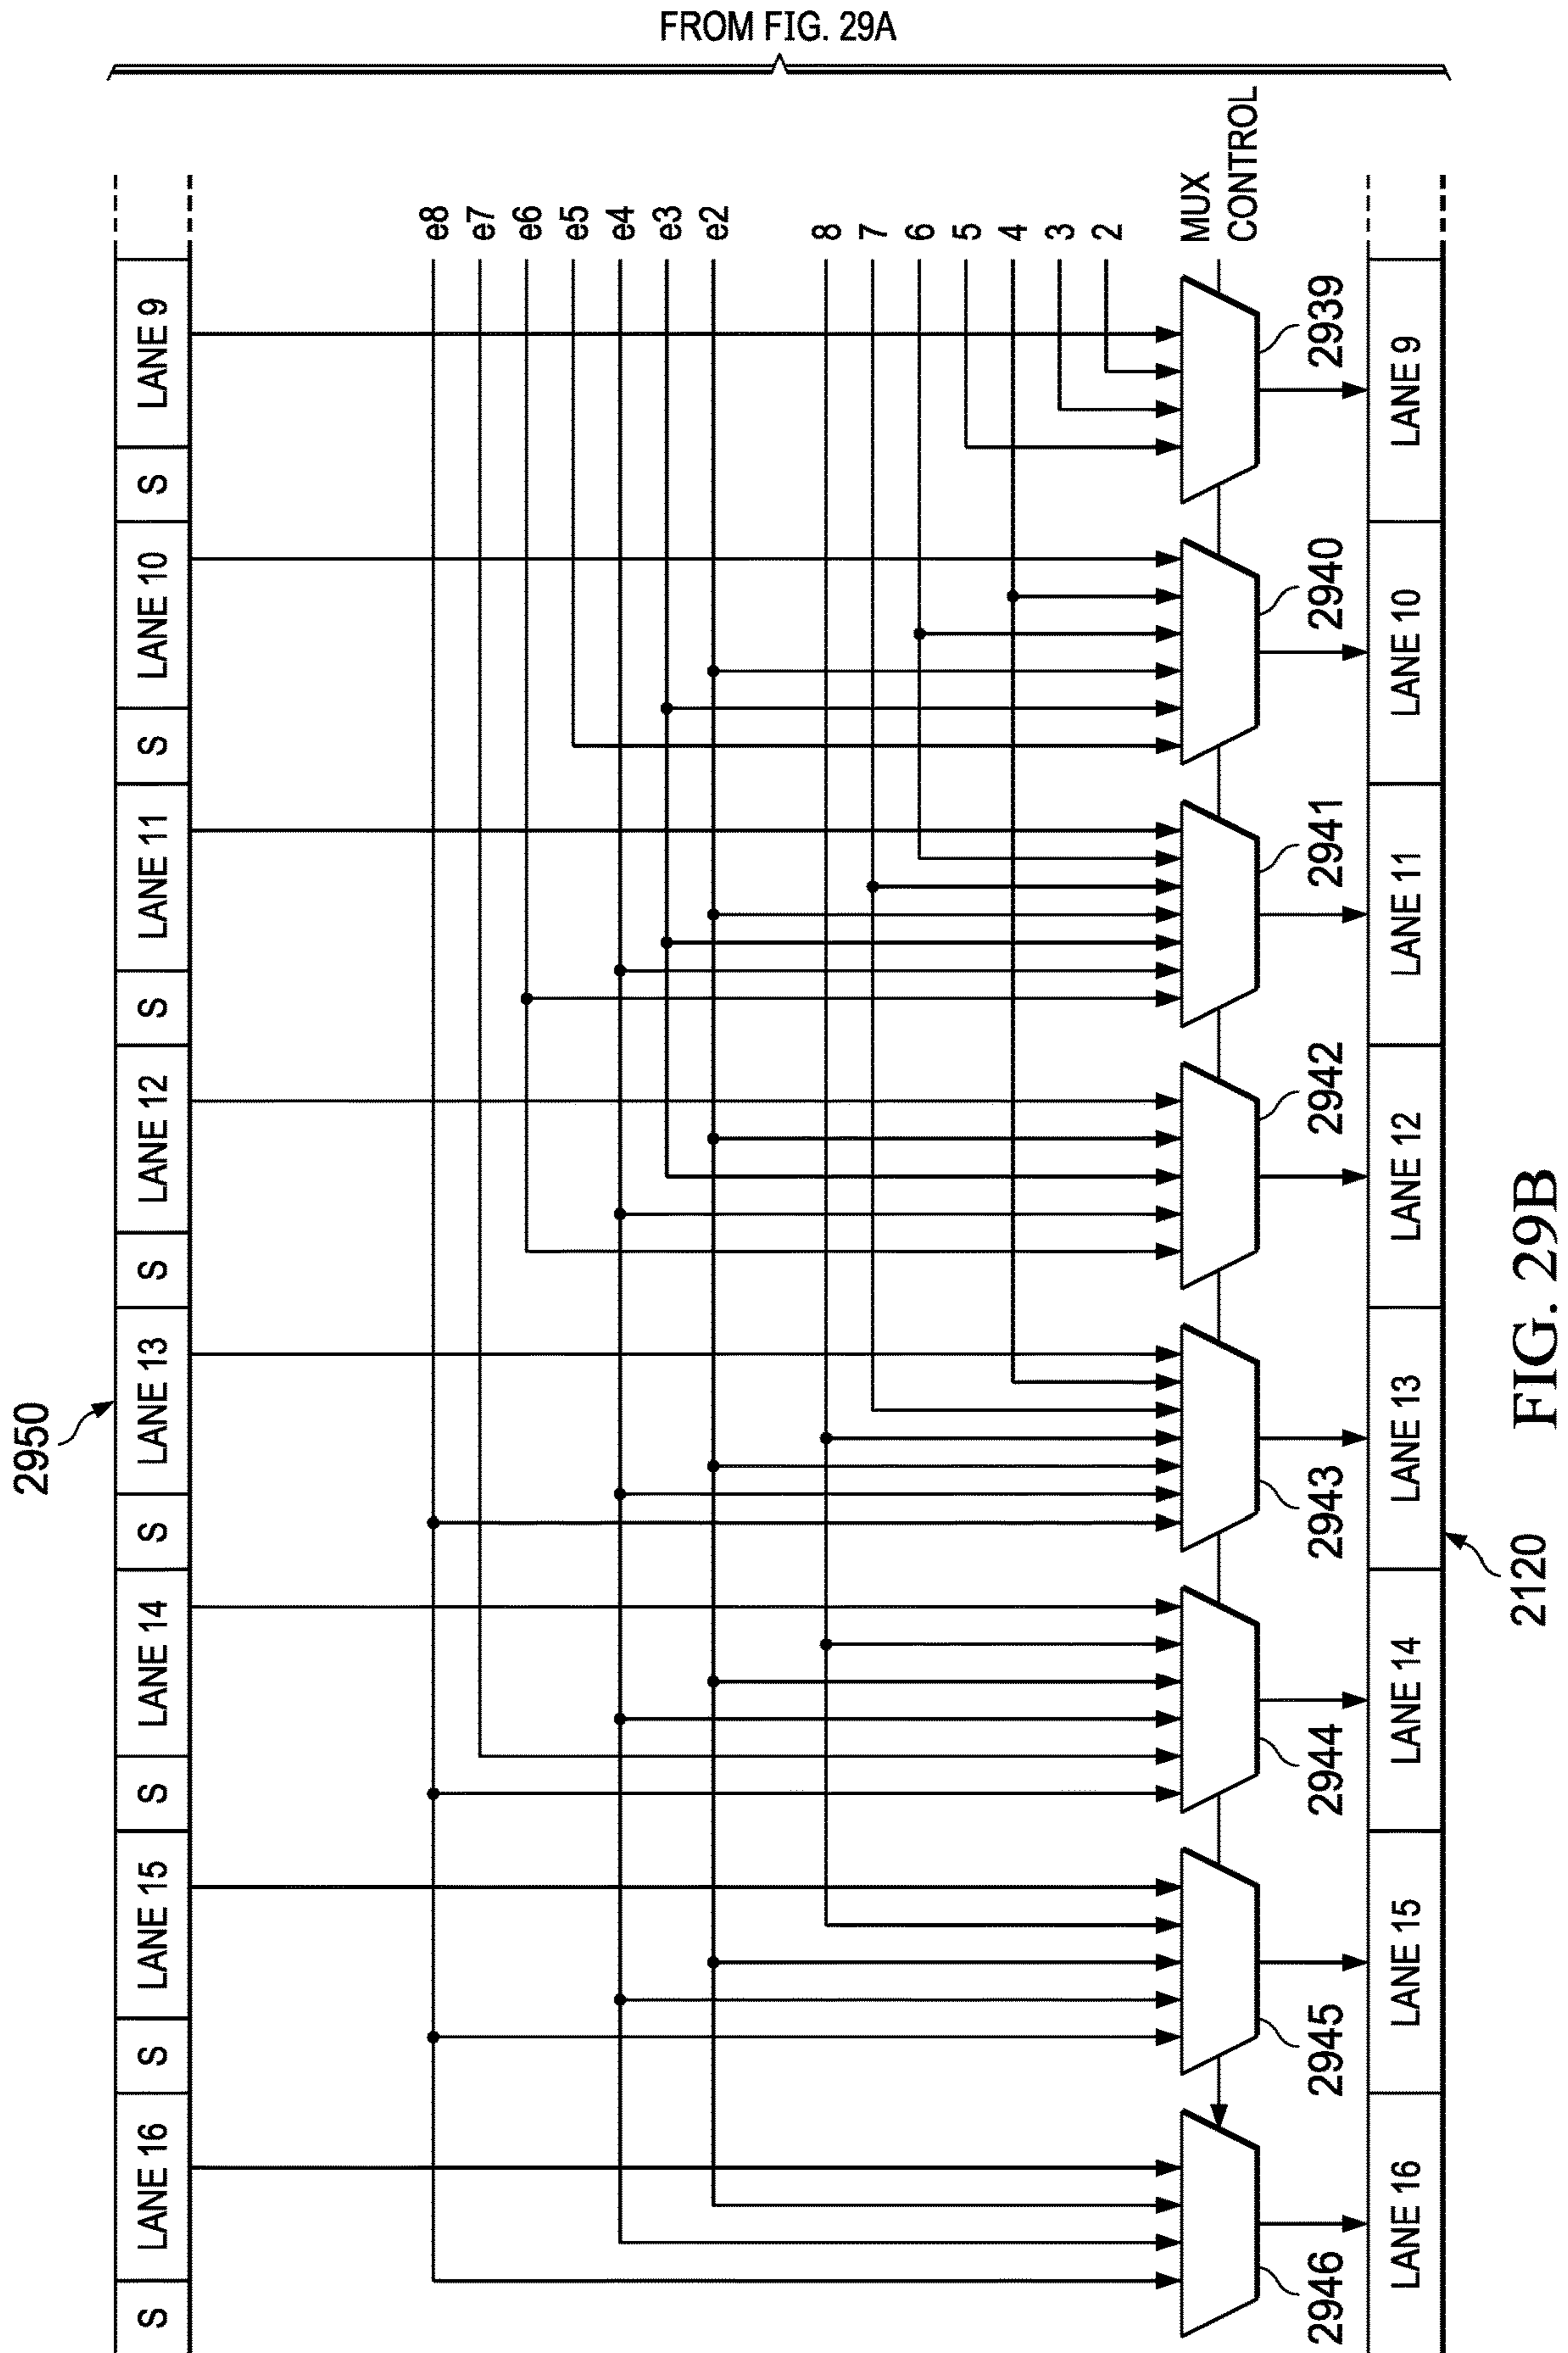 FROM FIG. 29A
2950
S LANE 16 S LANE 15 S LANE 14 S LANE 13 S LANE 12 S LANE 11 S LANE 10 S LANE 9
e8
e7
e6
e5
e4
e3
e2
8
7
6
5
4
3
2
MUX
CONTROL
2946
2945
2944
2943
2942
2941
2940
2939
LANE 16 LANE 15 LANE 14 LANE 13 LANE 12 LANE 11 LANE 10 LANE 9
2120
FIG. 29B